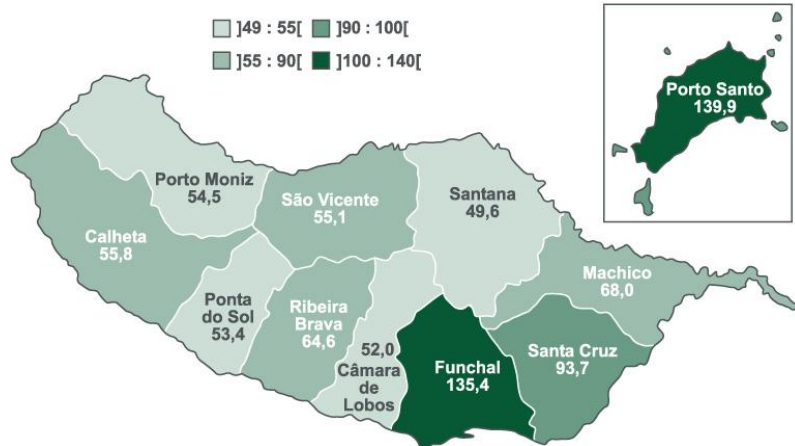 ]49 : 55[
]90 : 100[
]55 : 90[
]100 : 140[
Porto Santo
139,9
Porto Moniz
54,5
São Vicente
55,1
Santana
49,6
Calheta
55,8
Machico
68,0
Ponta
do Sol
53,4
Ribeira
Brava
64,6
52,0
Câmara
de
Lobos
Funchal
135,4
Santa Cruz
93,7